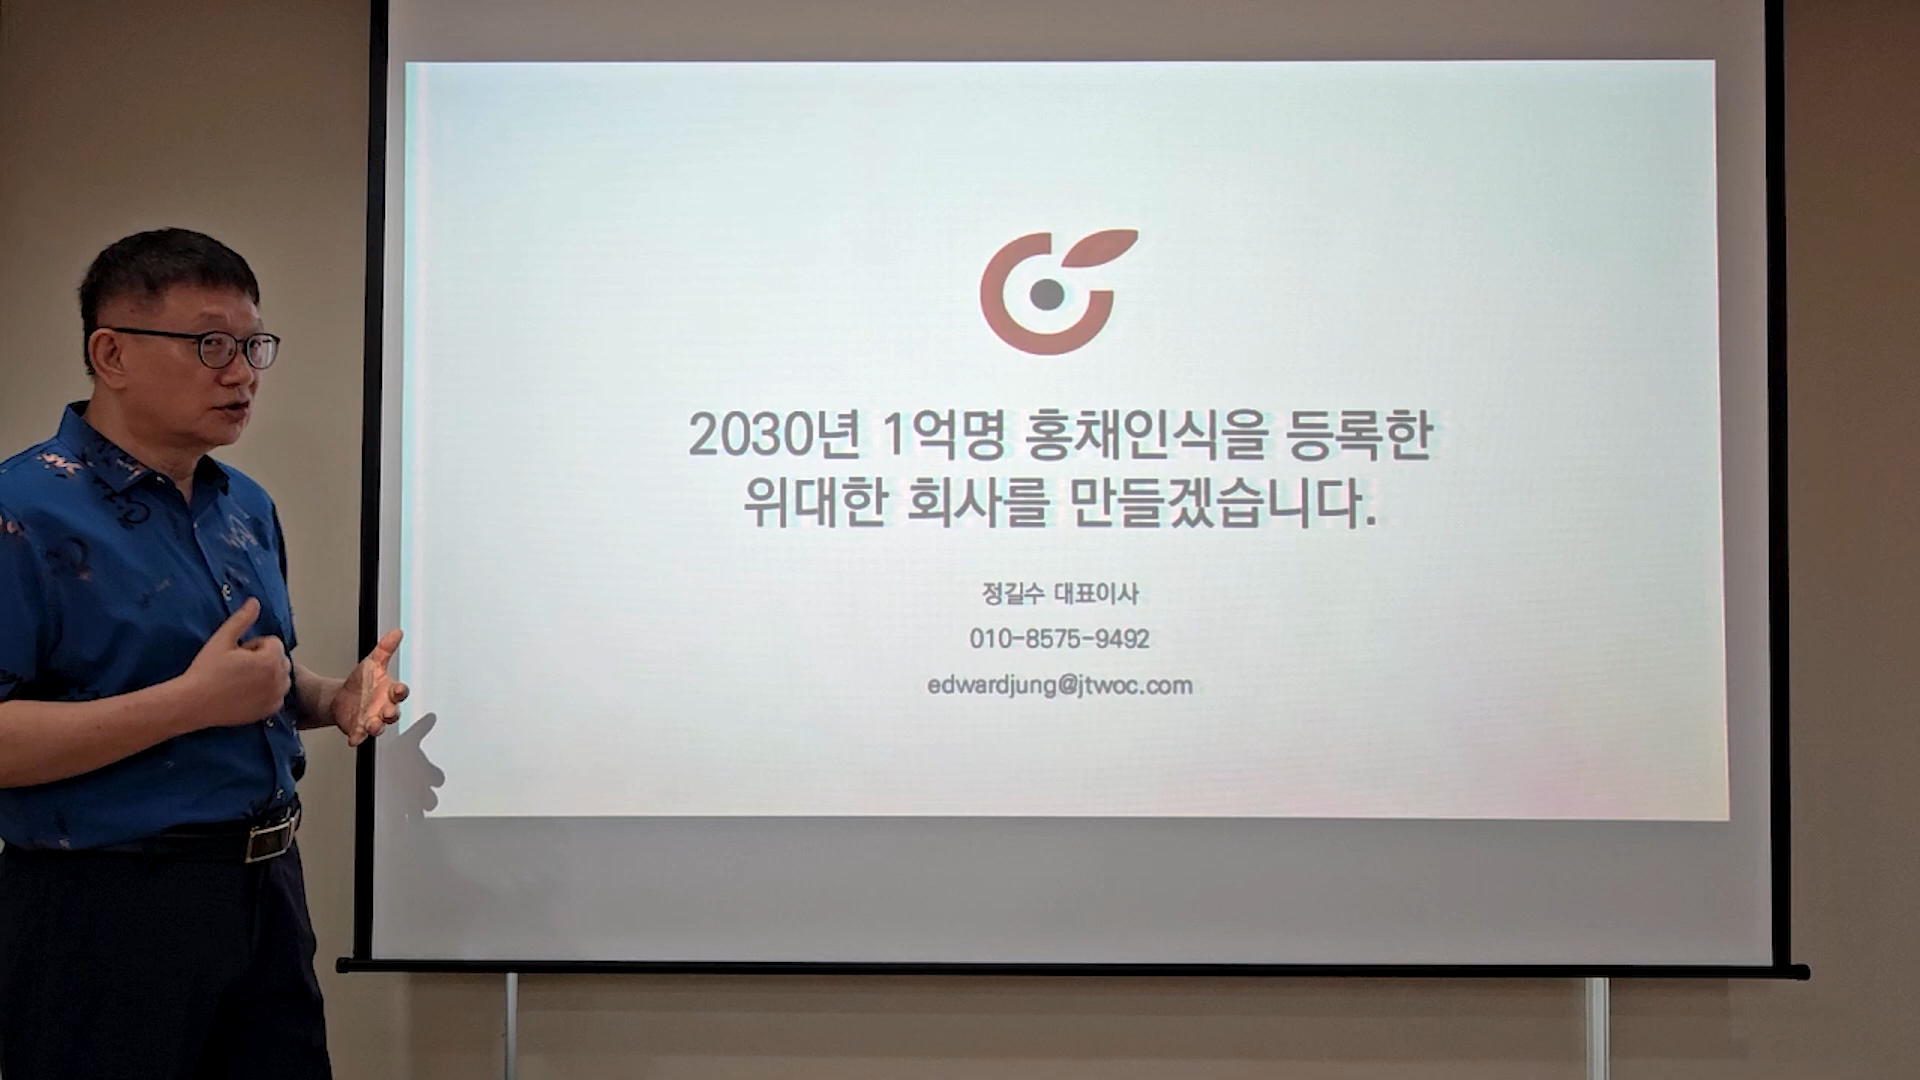 2030년 1억명 홍채인식을 등록한
위대한 회사를 만들겠습니다.
정길수 대표이사
010-8575-9492
edwardjung@jtwoc.com